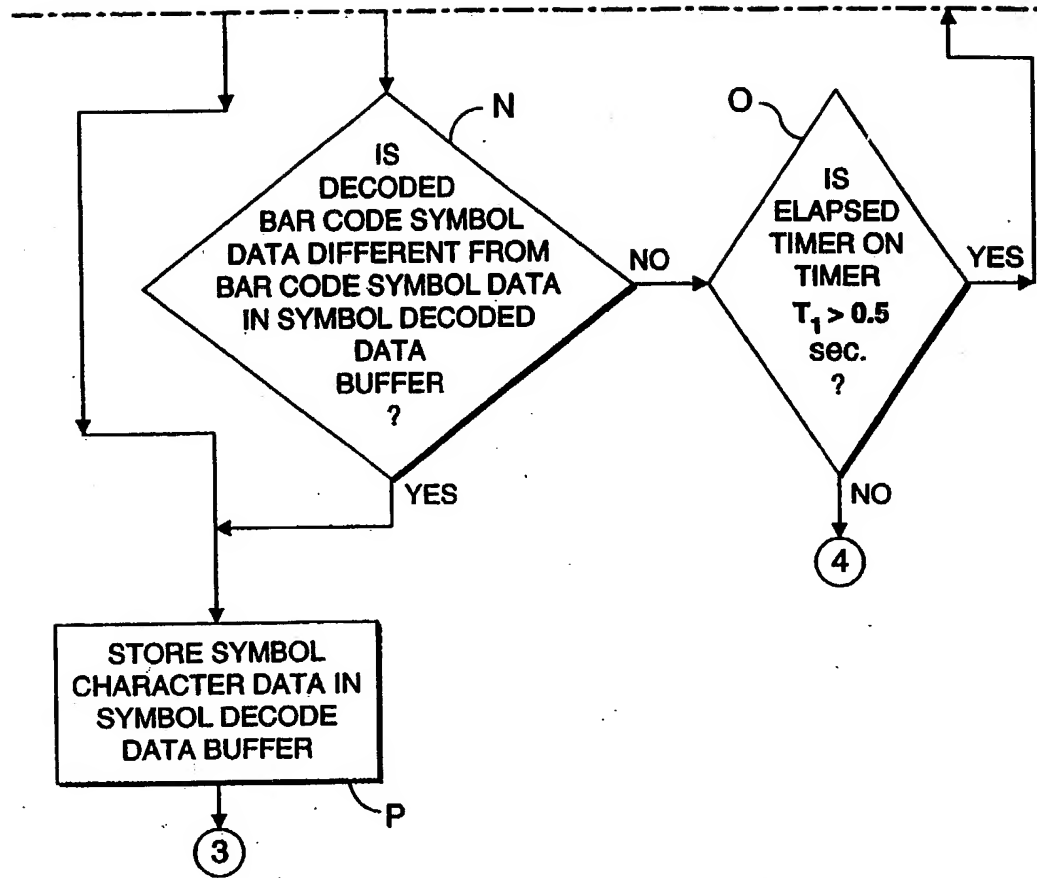 N
IS
DECODED
BAR CODE SYMBOL
DATA DIFFERENT FROM
BAR CODE SYMBOL DATA
IN SYMBOL DECODED
DATA
BUFFER
?
NO
YES
O
IS
ELAPSED
TIMER ON
TIMER
T₁ > 0.5
sec.
?
YES
NO
4
STORE SYMBOL
CHARACTER DATA IN
SYMBOL DECODE
DATA BUFFER
P
3